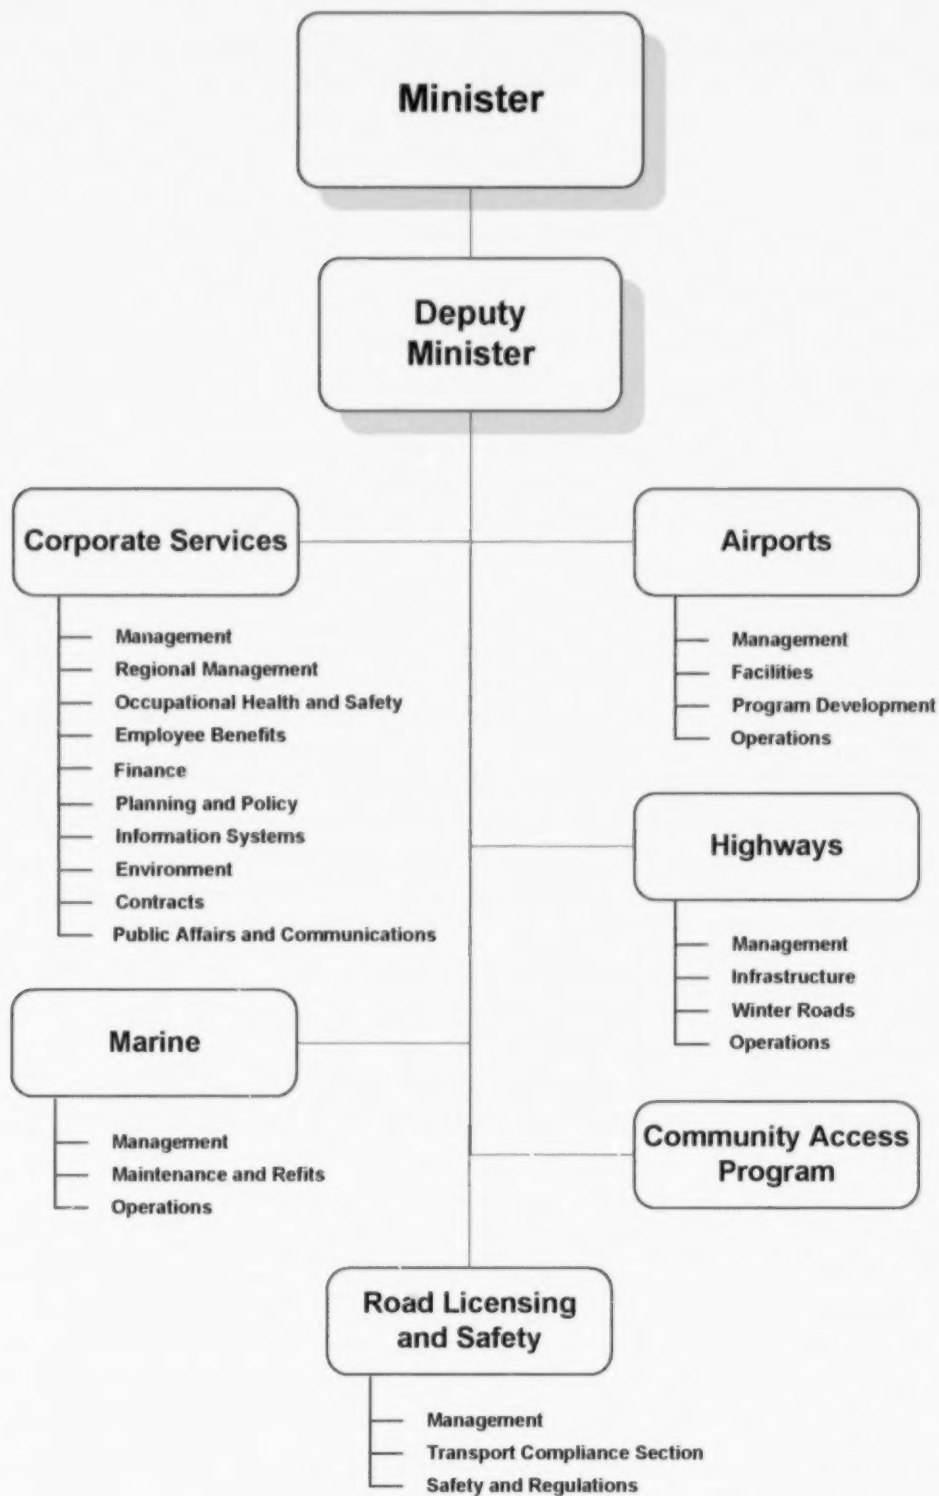 Minister
Deputy
Minister
Corporate Services
Management
Regional Management
Occupational Health and Safety
Employee Benefits
Finance
Planning and Policy
Information Systems
Environment
Contracts
Public Affairs and Communications
Airports
Management
Facilities
Program Development
Operations
Highways
Management
Infrastructure
Winter Roads
Operations
Marine
Management
Maintenance and Refits
Operations
Community Access
Program
Road Licensing
and Safety
Management
Transport Compliance Section
Safety and Regulations